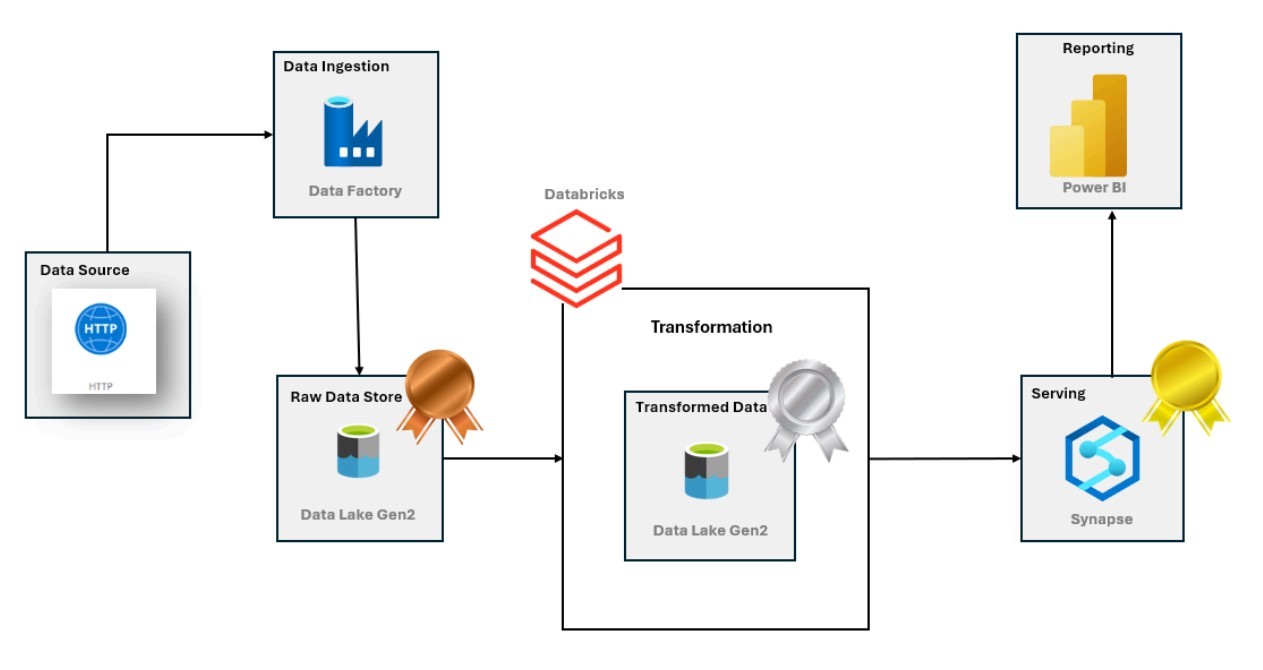 Data Source
HTTP
HTTP
Data Ingestion
Data Factory
Raw Data Store
Data Lake Gen2
Databricks
Transformation
Transformed Data
Data Lake Gen2
Serving
Synapse
Reporting
Power BI